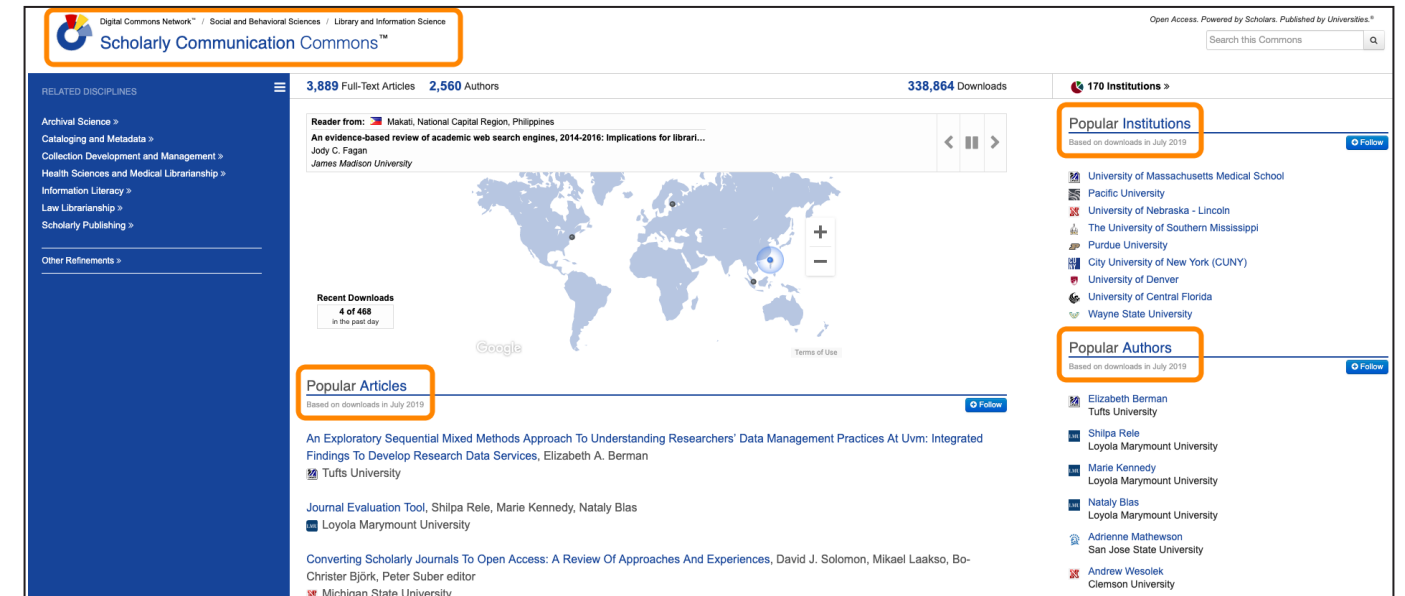 Digital Commons Network™ / Social and Behavioral Sciences / Library and Information Science
Scholarly Communication Commons™
Open Access. Powered by Scholars. Published by Universities.®
Search this Commons
RELATED DISCIPLINES
Archival Science »
Cataloging and Metadata »
Collection Development and Management »
Health Sciences and Medical Librarianship »
Information Literacy »
Law Librarianship »
Scholarly Publishing »
Other Refinements »
3,889 Full-Text Articles 2,560 Authors
338,864 Downloads
Reader from: Makati, National Capital Region, Philippines
An evidence-based review of academic web search engines, 2014-2016: Implications for librari…
Jody C. Fagan
James Madison University
Recent Downloads
4 of 468
in the past day
Google
Terms of Use
Popular Articles
Based on downloads in July 2019
Follow
An Exploratory Sequential Mixed Methods Approach To Understanding Researchers' Data Management Practices At Uvm: Integrated
Findings To Develop Research Data Services, Elizabeth A. Berman
Tufts University
Journal Evaluation Tool, Shilpa Rele, Marie Kennedy, Nataly Blas
LMU Loyola Marymount University
Converting Scholarly Journals To Open Access: A Review Of Approaches And Experiences, David J. Solomon, Mikael Laakso, Bo-
Christer Björk, Peter Suber editor
Michigan State University
170 Institutions »
Popular Institutions
Based on downloads in July 2019
Follow
University of Massachusetts Medical School
Pacific University
University of Nebraska - Lincoln
The University of Southern Mississippi
Purdue University
City University of New York (CUNY)
University of Denver
University of Central Florida
Wayne State University
Popular Authors
Based on downloads in July 2019
Follow
Elizabeth Berman
Tufts University
LMU Shilpa Rele
Loyola Marymount University
LMU Marie Kennedy
Loyola Marymount University
LMU Nataly Blas
Loyola Marymount University
Adrienne Mathewson
San Jose State University
Andrew Wesolek
Clemson University